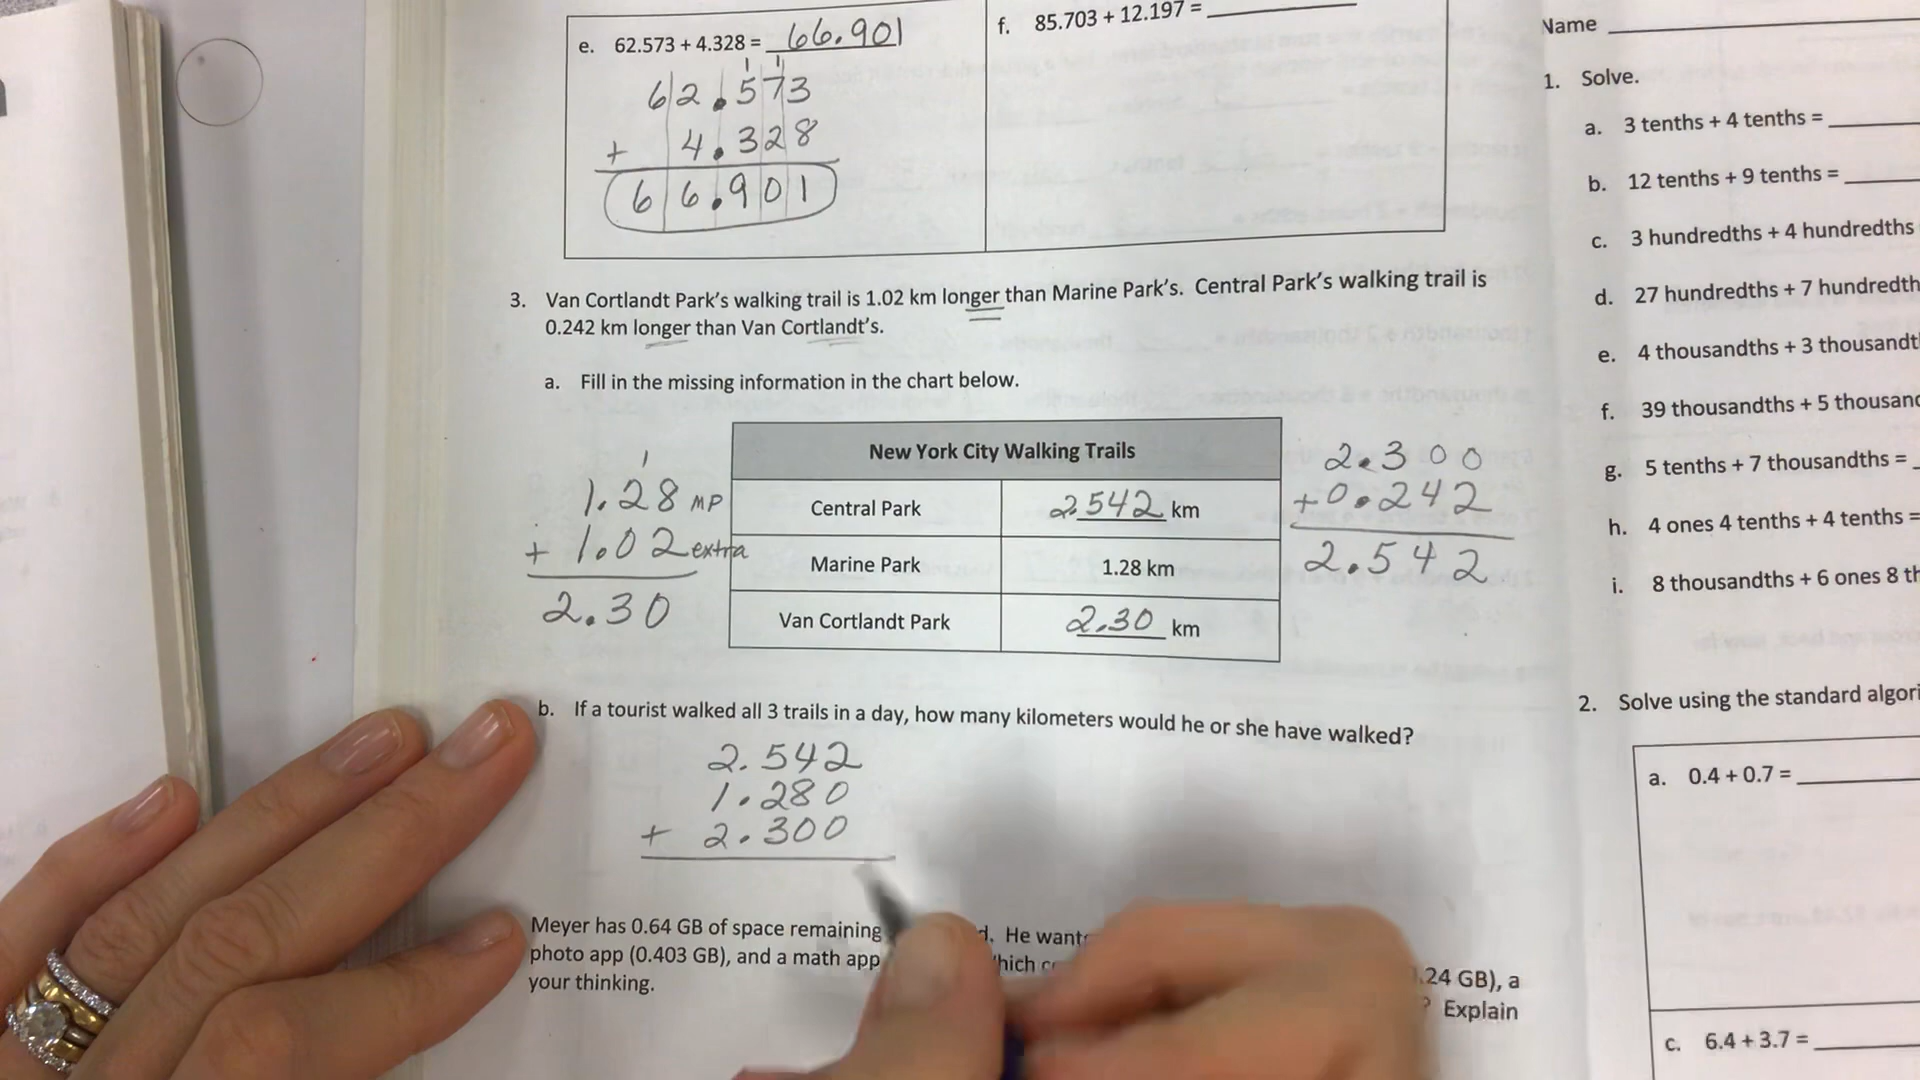 e. 62.573 + 4.328 = 66.901
1 1
62.573
+ 4.328
66.901
f. 85.703 + 12.197 =
3. Van Cortlandt Park's walking trail is 1.02 km longer than Marine Park's. Central Park's walking trail is
0.242 km longer than Van Cortlandt's.
a. Fill in the missing information in the chart below.
1
1.28 MP
+ 1.02 extra
2.30
New York City Walking Trails
Central Park 2.542 km
Marine Park 1.28 km
Van Cortlandt Park 2.30 km
2.300
+0.242
2.542
b. If a tourist walked all 3 trails in a day, how many kilometers would he or she have walked?
2.542
1.280
+ 2.300
Meyer has 0.64 GB of space remaining He
photo app (0.403 GB), and a math app .24 GB), a
your thinking. ? Explain
Name
1. Solve.
a. 3 tenths + 4 tenths =
b. 12 tenths + 9 tenths =
c. 3 hundredths + 4 hundredths
d. 27 hundredths + 7 hundredth
e. 4 thousandths + 3 thousandt
f. 39 thousandths + 5 thousand
g. 5 tenths + 7 thousandths =
h. 4 ones 4 tenths + 4 tenths =
i. 8 thousandths + 6 ones 8 th
2. Solve using the standard algori
a. 0.4 + 0.7 =
c. 6.4 + 3.7 =